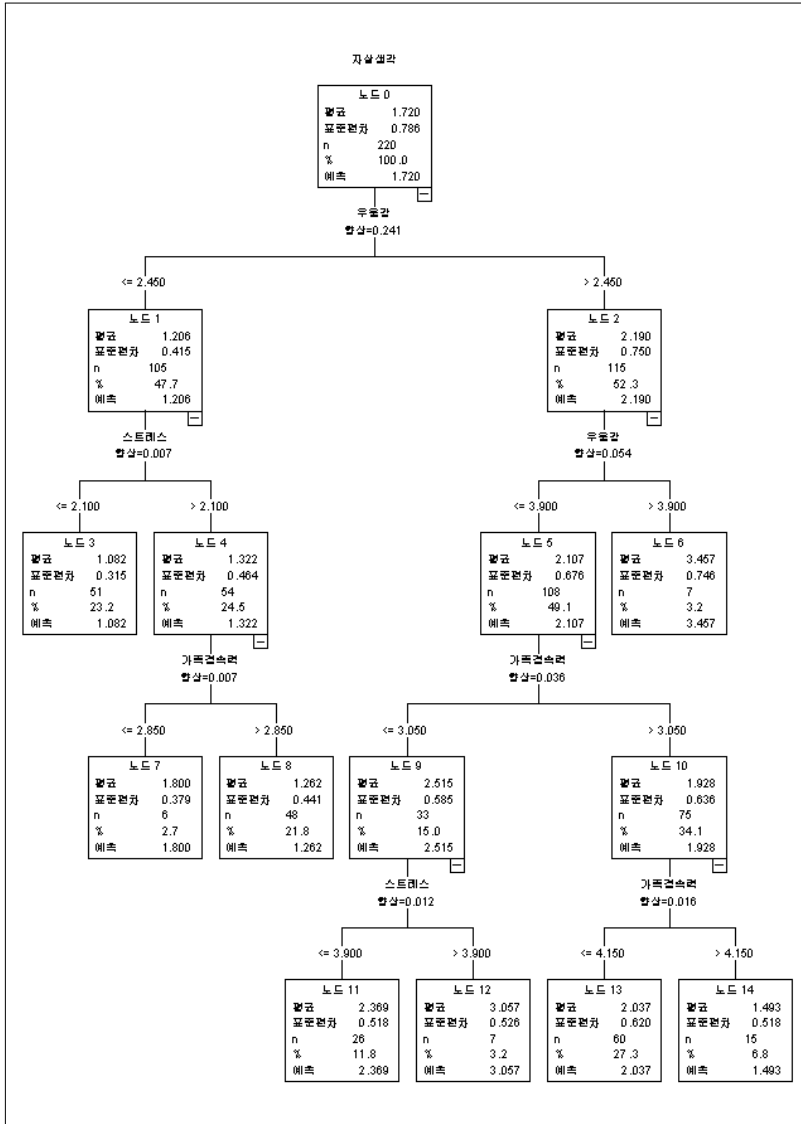 자살생각
노드 0
평균 1.720
표준편차 0.786
n 220
% 100.0
예측 1.720
우울감
향상=0.241
<= 2.450
> 2.450
노드 1
평균 1.206
표준편차 0.415
n 105
% 47.7
예측 1.206
노드 2
평균 2.190
표준편차 0.750
n 115
% 52.3
예측 2.190
스트레스
향상=0.007
우울감
향상=0.054
<= 2.100
> 2.100
<= 3.900
> 3.900
노드 3
평균 1.082
표준편차 0.315
n 51
% 23.2
예측 1.082
노드 4
평균 1.322
표준편차 0.464
n 54
% 24.5
예측 1.322
노드 5
평균 2.107
표준편차 0.676
n 108
% 49.1
예측 2.107
노드 6
평균 3.457
표준편차 0.746
n 7
% 3.2
예측 3.457
가족결속력
향상=0.007
가족결속력
향상=0.036
<= 2.850
> 2.850
<= 3.050
> 3.050
노드 7
평균 1.800
표준편차 0.379
n 6
% 2.7
예측 1.800
노드 8
평균 1.262
표준편차 0.441
n 48
% 21.8
예측 1.262
노드 9
평균 2.515
표준편차 0.585
n 33
% 15.0
예측 2.515
노드 10
평균 1.928
표준편차 0.636
n 75
% 34.1
예측 1.928
스트레스
향상=0.012
가족결속력
향상=0.016
<= 3.900
> 3.900
<= 4.150
> 4.150
노드 11
평균 2.369
표준편차 0.518
n 26
% 11.8
예측 2.369
노드 12
평균 3.057
표준편차 0.526
n 7
% 3.2
예측 3.057
노드 13
평균 2.037
표준편차 0.620
n 60
% 27.3
예측 2.037
노드 14
평균 1.493
표준편차 0.518
n 15
% 6.8
예측 1.493